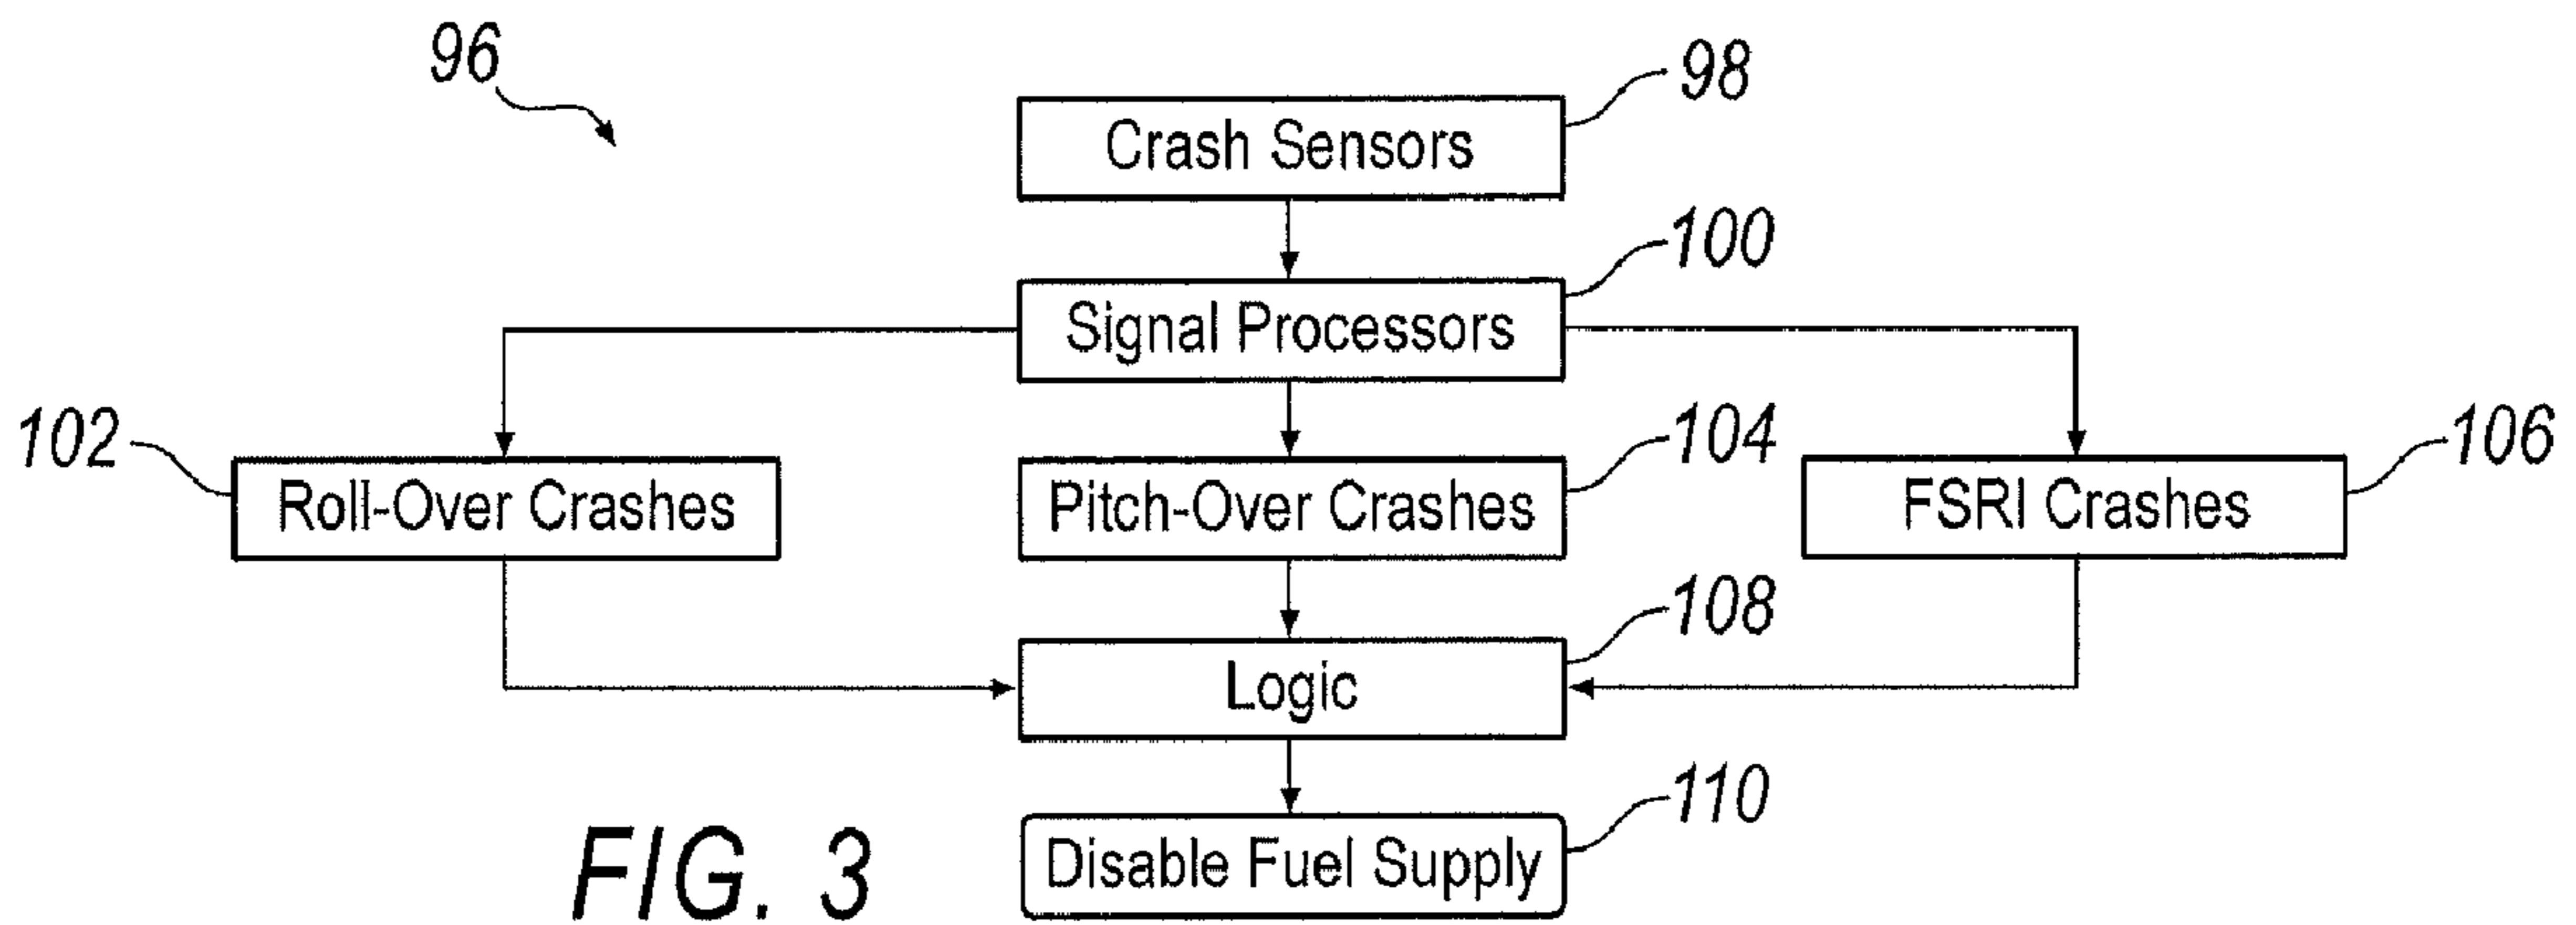 96
98
Crash Sensors
100
Signal Processors
102
104
106
Roll-Over Crashes
Pitch-Over Crashes
FSRI Crashes
108
Logic
110
Disable Fuel Supply
FIG. 3